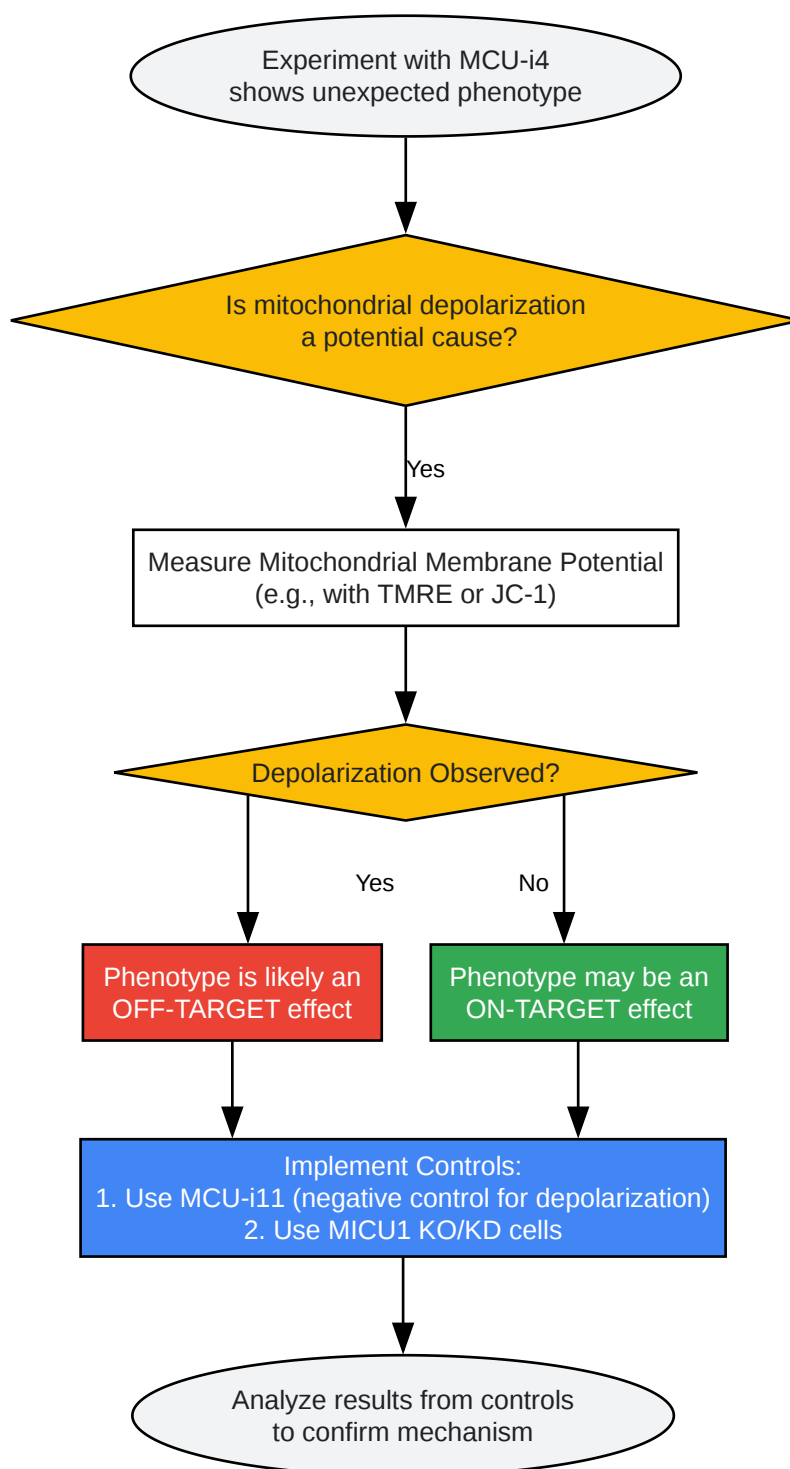 Experiment with MCU-i4
shows unexpected phenotype
Is mitochondrial depolarization
a potential cause?
Yes
Measure Mitochondrial Membrane Potential
(e.g., with TMRE or JC-1)
Depolarization Observed?
Yes
No
Phenotype is likely an
OFF-TARGET effect
Phenotype may be an
ON-TARGET effect
Implement Controls:
1. Use MCU-i11 (negative control for depolarization)
2. Use MICU1 KO/KD cells
Analyze results from controls
to confirm mechanism